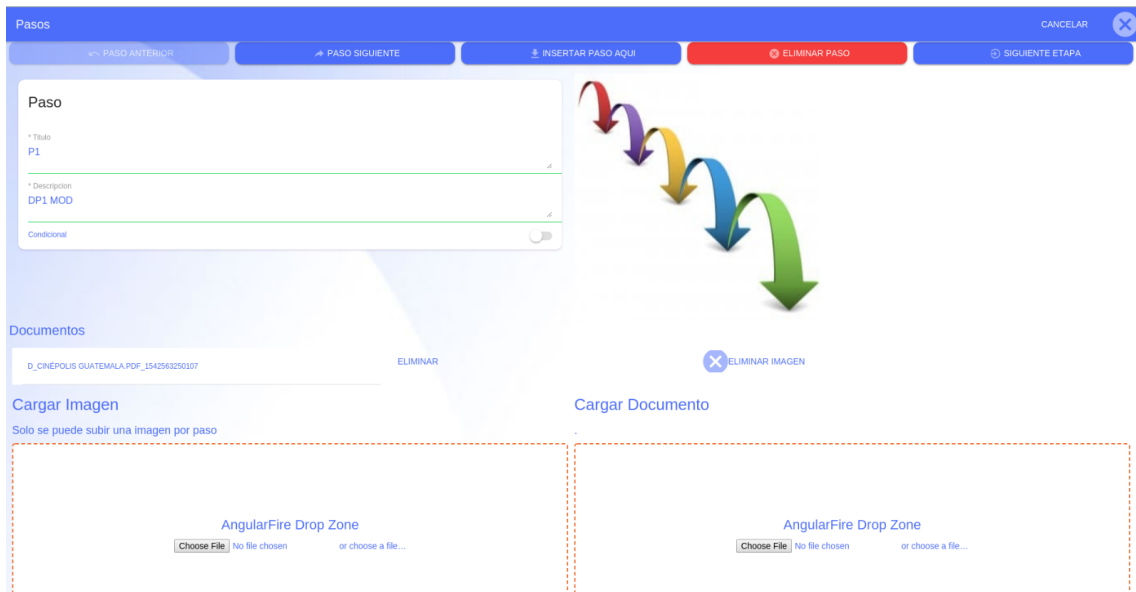 Pasos
CANCELAR
PASO ANTERIOR
PASO SIGUIENTE
INSERTAR PASO AQUI
ELIMINAR PASO
SIGUIENTE ETAPA
Paso
* Titulo
P1
* Descripcion
DP1 MOD
Condicional
Documentos
D_CINÉPOLIS GUATEMALA.PDF_1542563250107
ELIMINAR
ELIMINAR IMAGEN
Cargar Imagen
Solo se puede subir una imagen por paso
AngularFire Drop Zone
Choose File No file chosen or choose a file…
Cargar Documento
.
AngularFire Drop Zone
Choose File No file chosen or choose a file…